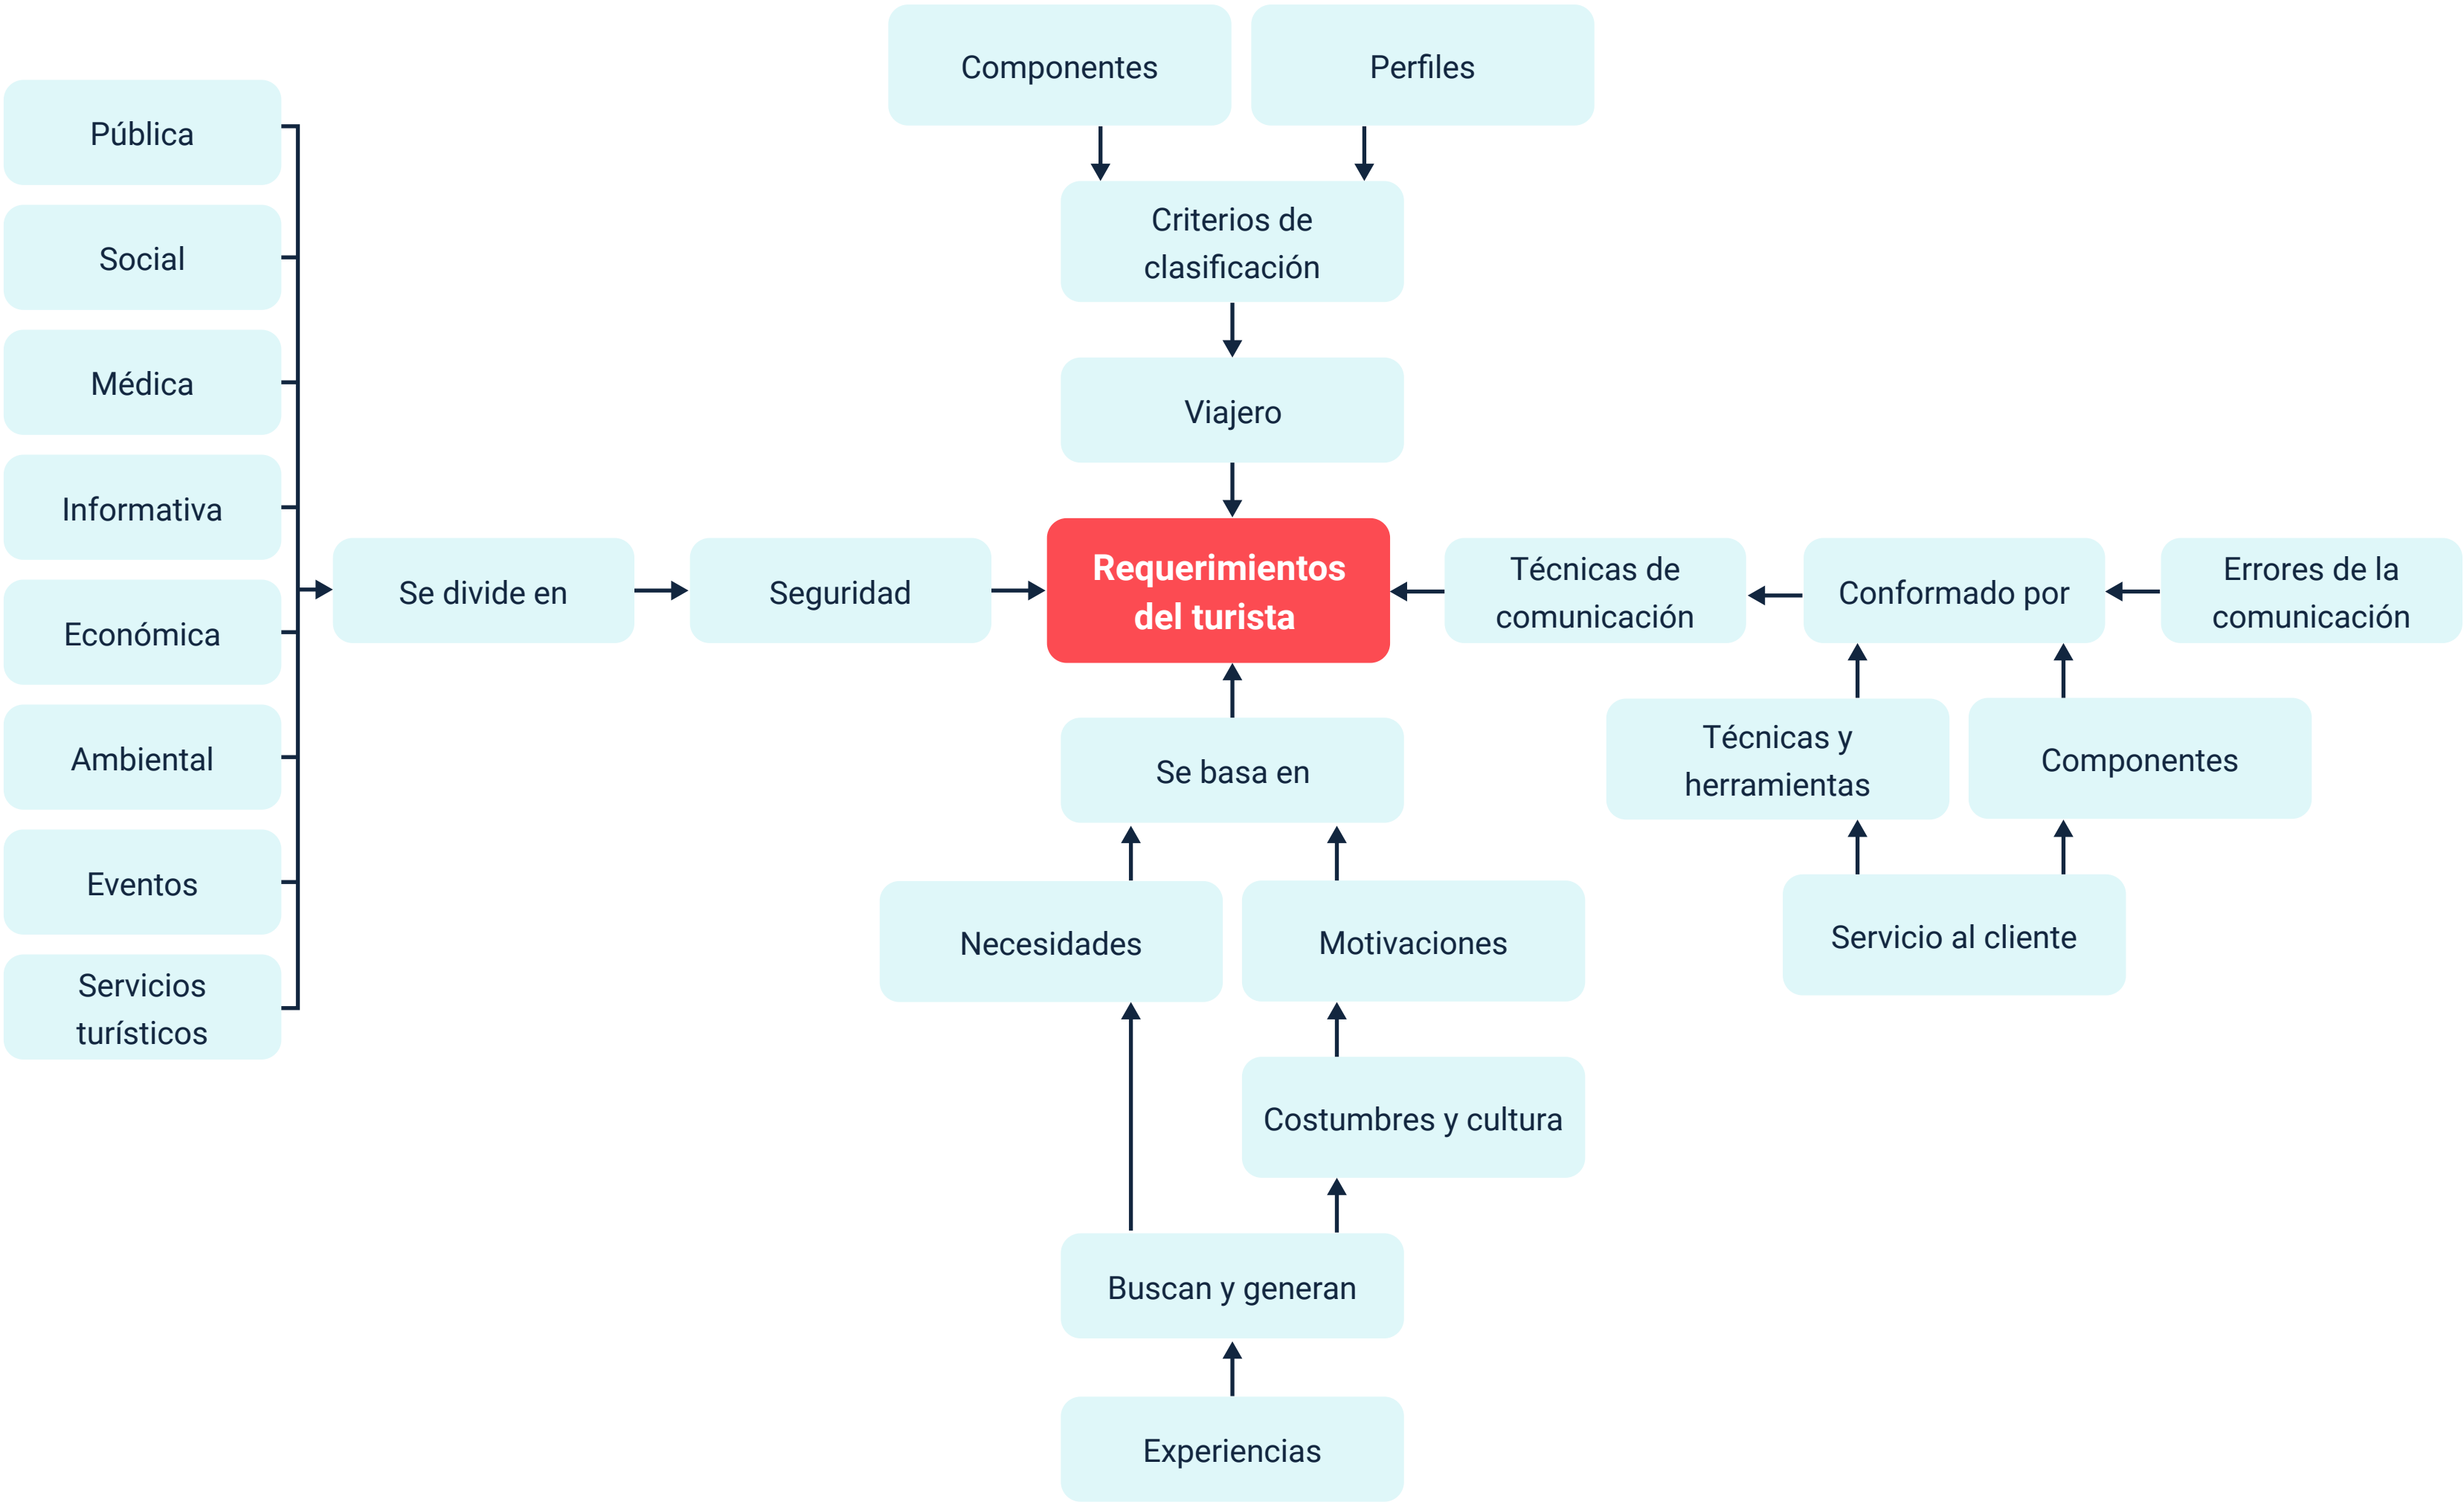 Componentes
Perfiles
Pública
Social
Médica
Informativa
Económica
Ambiental
Eventos
Servicios
turísticos
Se divide en
Seguridad
Criterios de
clasificación
Viajero
Requerimientos
del turista
Técnicas de
comunicación
Conformado por
Errores de la
comunicación
Técnicas y
herramientas
Componentes
Servicio al cliente
Se basa en
Necesidades
Motivaciones
Costumbres y cultura
Buscan y generan
Experiencias